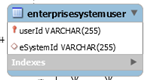 enterprisesystemuser
userId VARCHAR(255)
eSystemId VARCHAR(255)
Indexes